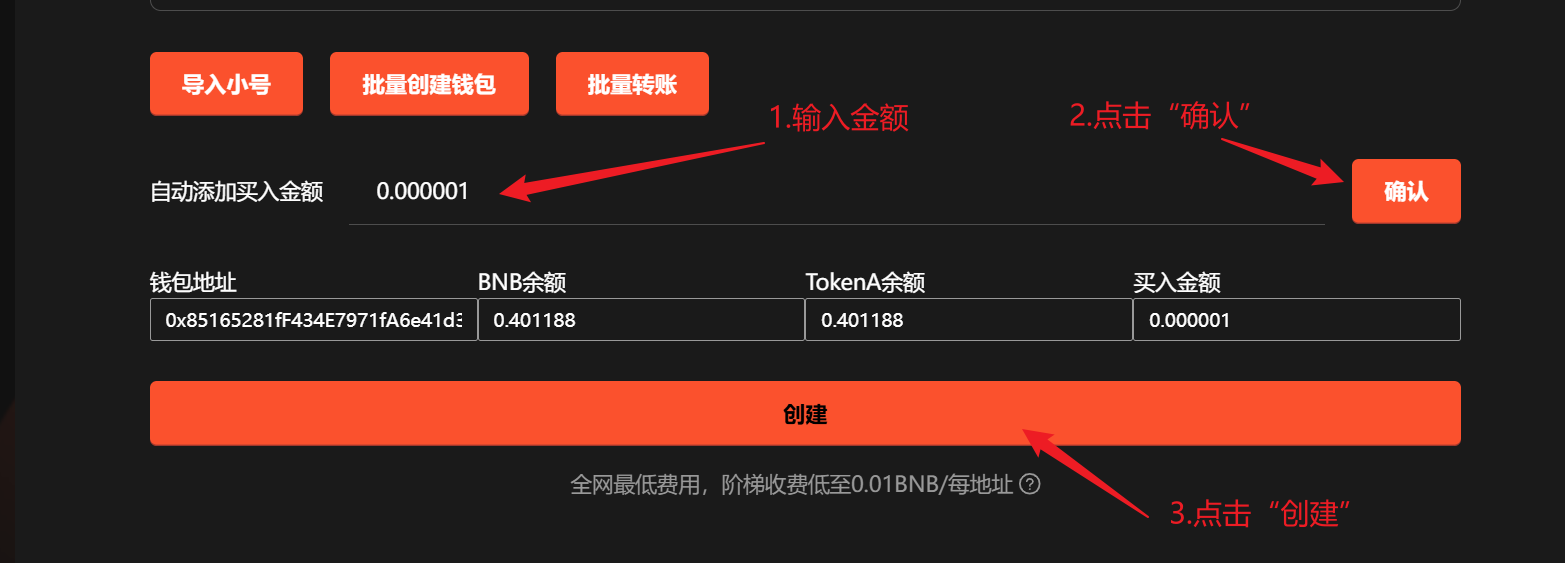 导入小号 批量创建钱包 批量转账
1.输入金额 2.点击“确认”
自动添加买入金额 0.000001 确认
钱包地址 BNB余额 TokenA余额 买入金额
0x85165281fF434E7971fA6e41d3 0.401188 0.401188 0.000001
创建
全网最低费用，阶梯收费低至0.01BNB/每地址 ?
3.点击“创建”